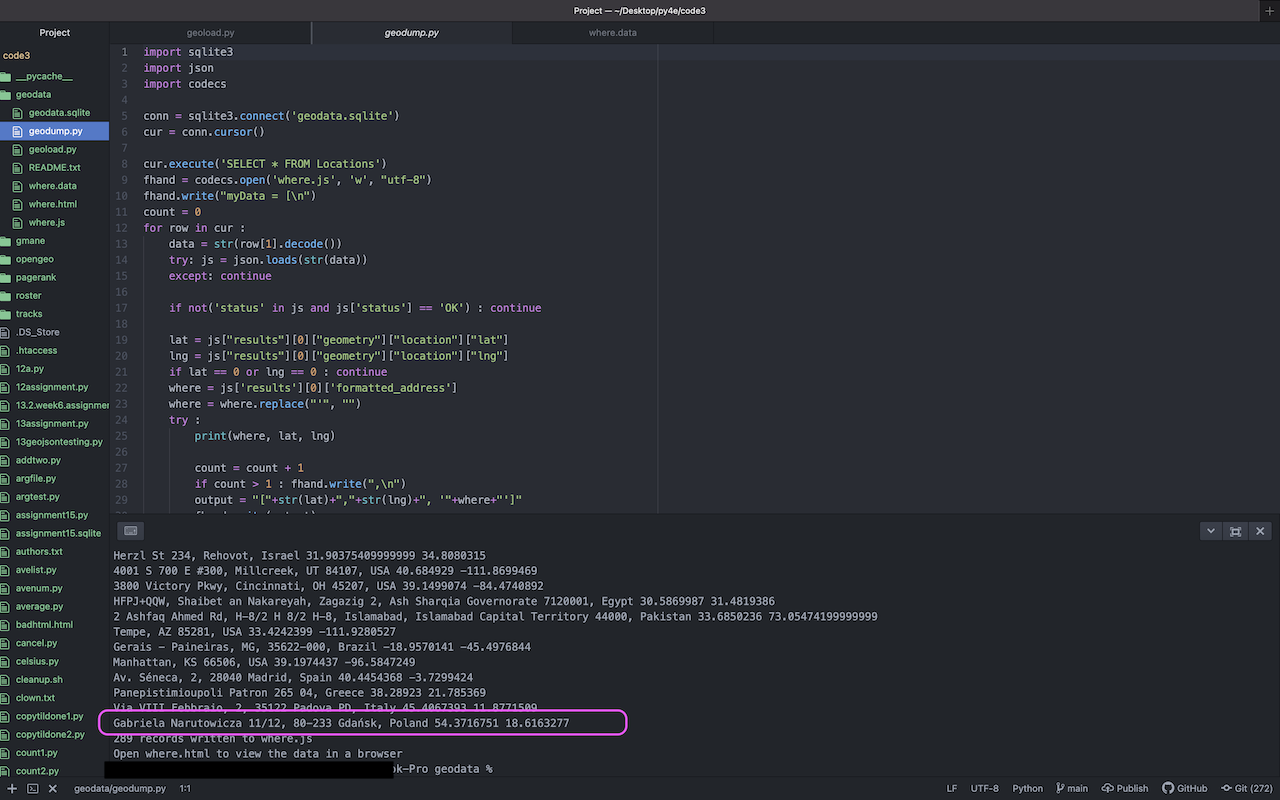 Project — ~/Desktop/py4e/code3
Project
geoload.py
geodump.py
where.data
code3
__pycache__
geodata
geodata.sqlite
geodump.py
geoload.py
README.txt
where.data
where.html
where.js
gmane
opengeo
pagerank
roster
tracks
.DS_Store
.htaccess
12a.py
12assignment.py
13.2.week6.assignmer
13assignment.py
13geojsontesting.py
addtwo.py
argfile.py
argtest.py
assignment15.py
assignment15.sqlite
authors.txt
avelist.py
avenum.py
average.py
badhtml.html
cancel.py
celsius.py
cleanup.sh
clown.txt
copytildone1.py
copytildone2.py
count1.py
count2.py
1 import sqlite3
2 import json
3 import codecs
4
5 conn = sqlite3.connect('geodata.sqlite')
6 cur = conn.cursor()
7
8 cur.execute('SELECT * FROM Locations')
9 fhand = codecs.open('where.js', 'w', "utf-8")
10 fhand.write("myData = [\n")
11 count = 0
12 for row in cur :
13 data = str(row[1].decode())
14 try: js = json.loads(str(data))
15 except: continue
16
17 if not('status' in js and js['status'] == 'OK') : continue
18
19 lat = js["results"][0]["geometry"]["location"]["lat"]
20 lng = js["results"][0]["geometry"]["location"]["lng"]
21 if lat == 0 or lng == 0 : continue
22 where = js['results'][0]['formatted_address']
23 where = where.replace("'", "")
24 try :
25 print(where, lat, lng)
26
27 count = count + 1
28 if count > 1 : fhand.write(",\n")
29 output = "["+str(lat)+","+str(lng)+", '"+where+"']"
Herzl St 234, Rehovot, Israel 31.90375409999999 34.8080315
4001 S 700 E #300, Millcreek, UT 84107, USA 40.684929 -111.8699469
3800 Victory Pkwy, Cincinnati, OH 45207, USA 39.1499074 -84.4740892
HFPJ+QQW, Shaibet an Nakareyah, Zagazig 2, Ash Sharqia Governorate 7120001, Egypt 30.5869987 31.4819386
2 Ashfaq Ahmed Rd, H-8/2 H 8/2 H-8, Islamabad, Islamabad Capital Territory 44000, Pakistan 33.6850236 73.05474199999999
Tempe, AZ 85281, USA 33.4242399 -111.9280527
Gerais - Paineiras, MG, 35622-000, Brazil -18.9570141 -45.4976844
Manhattan, KS 66506, USA 39.1974437 -96.5847249
Av. Séneca, 2, 28040 Madrid, Spain 40.4454368 -3.7299424
Panepistimioupoli Patron 265 04, Greece 38.28923 21.785369
Via VIII Febbraio, 2, 35122 Padova PD, Italy 45.4067393 11.8771509
Gabriela Narutowicza 11/12, 80-233 Gdańsk, Poland 54.3716751 18.6163277
289 records written to where.js
Open where.html to view the data in a browser
ok-Pro geodata %
geodata/geodump.py 1:1
LF UTF-8 Python main Publish GitHub Git (272)